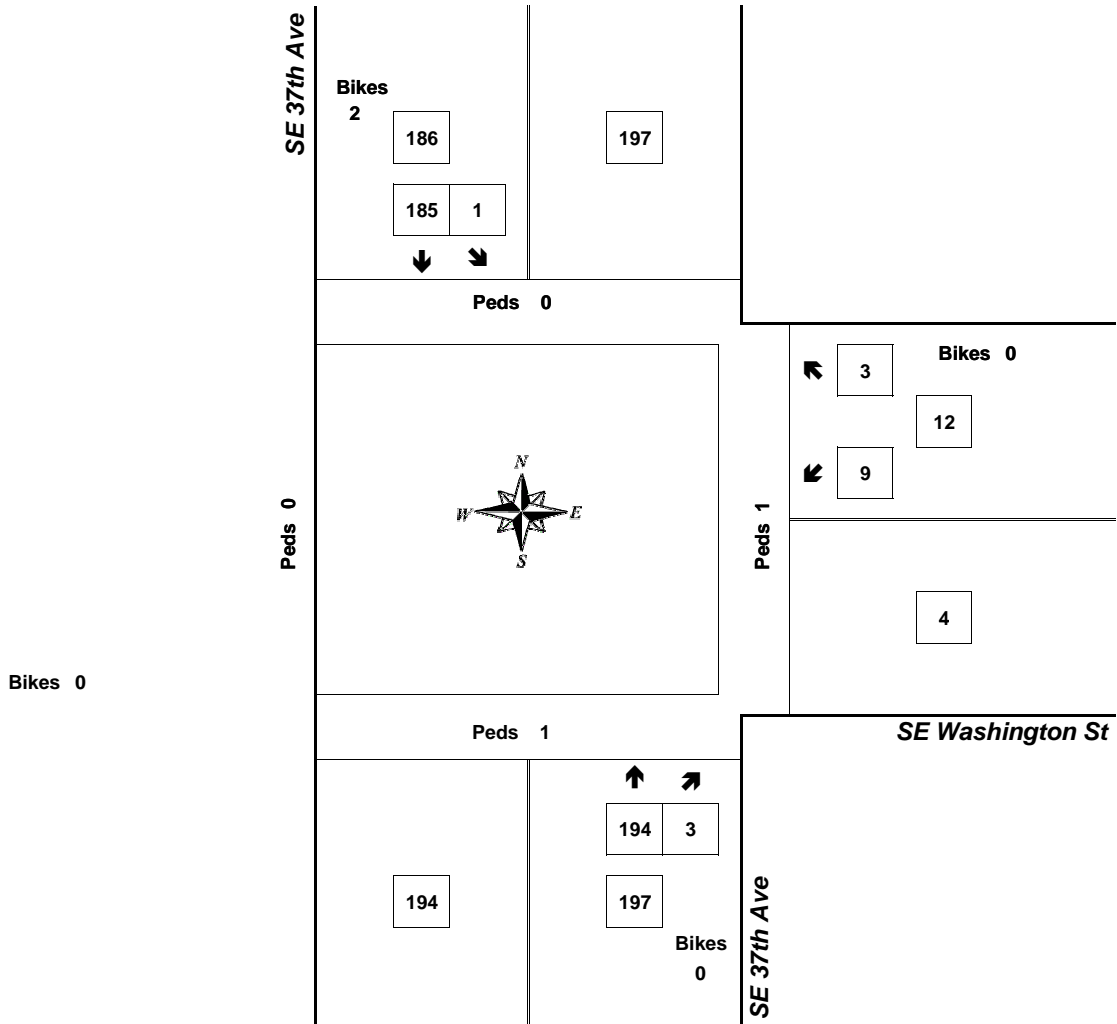 SE 37th Ave
Bikes
2
186
197
185 1
Peds 0
Bikes 0
3
12
9
N
W E
S
Peds 0
Peds 1
4
Bikes 0
Peds 1
SE Washington St
194 3
194
197
Bikes
0
SE 37th Ave